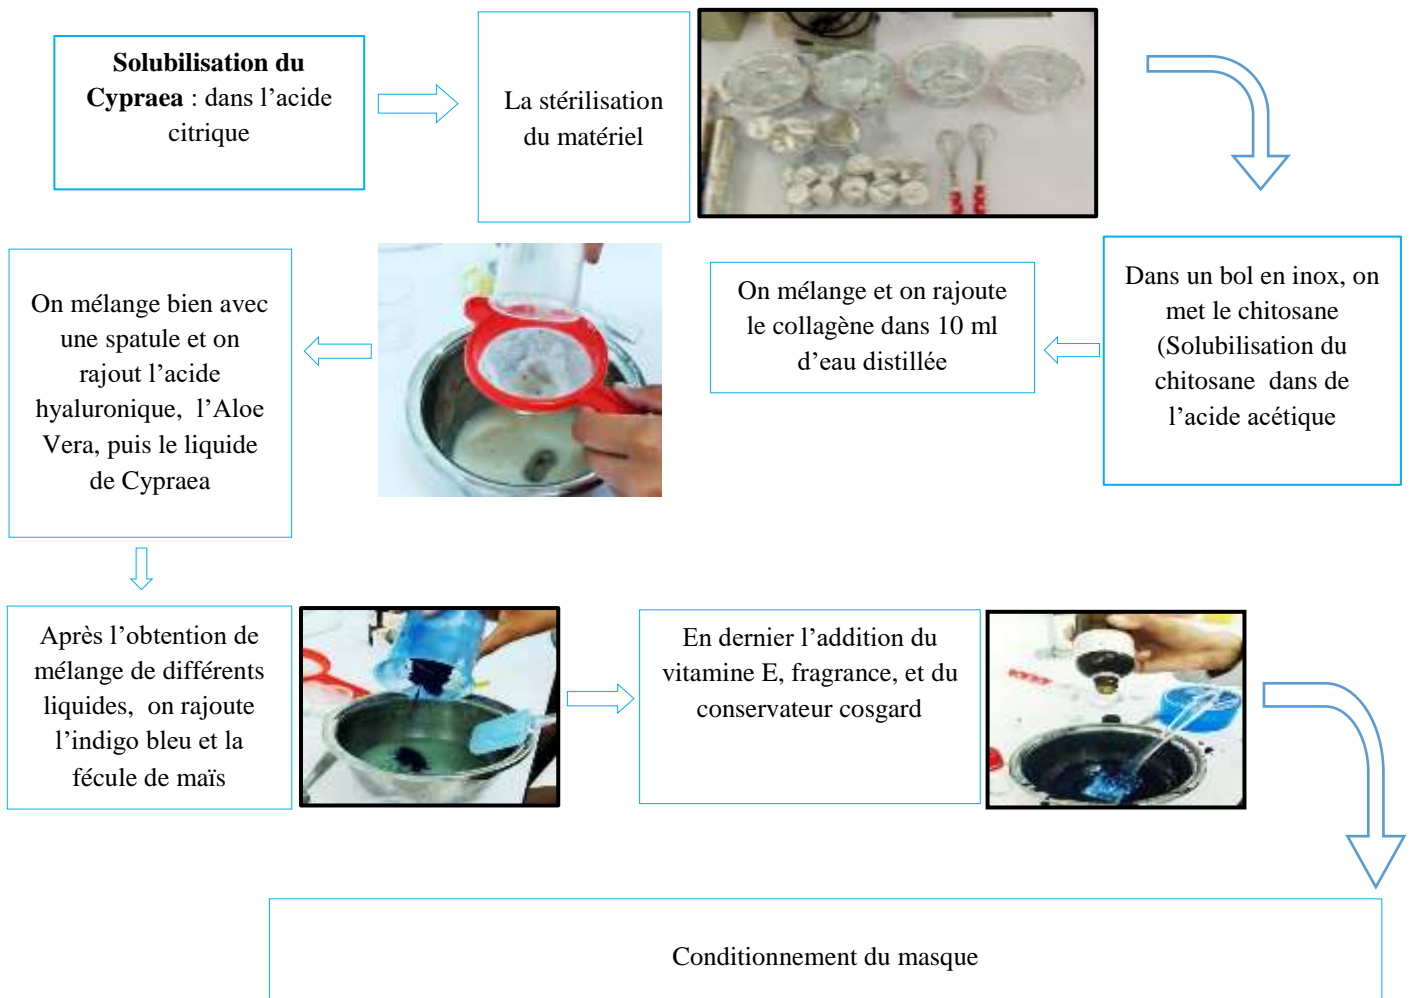 Solubilisation du
Cypraea : dans l’acide
citrique
La stérilisation
du matériel
Dans un bol en inox, on
met le chitosane
(Solubilisation du
chitosane dans de
l’acide acétique
On mélange et on rajoute
le collagène dans 10 ml
d’eau distillée
On mélange bien avec
une spatule et on
rajout l’acide
hyaluronique, l’Aloe
Vera, puis le liquide
de Cypraea
Après l’obtention de
mélange de différents
liquides, on rajoute
l’indigo bleu et la
fécule de maïs
En dernier l’addition du
vitamine E, fragrance, et du
conservateur cosgard
Conditionnement du masque